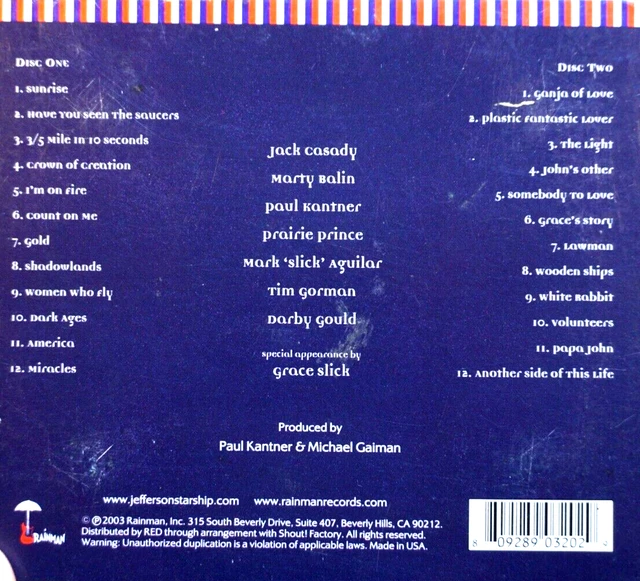 Disc One
1. sunrise
2. Have you seen the saucers
3. 3/5 Mile in 10 seconds
4. Crown of Creation
5. I'm on fire
6. Count on Me
7. Gold
8. shadowlands
9. women who fly
10. Dark Ages
11. America
12. Miracles
Jack Casady
Marty Balin
Paul Kantner
Prairie Prince
Mark 'Slick' Aguilar
Tim Gorman
Darby Gould
special appearance by
Grace Slick
Disc Two
1. Ganja of Love
2. Plastic Fantastic Lover
3. The Light
4. John's Other
5. Somebody to Love
6. Grace's Story
7. Lawman
8. Wooden Ships
9. White Rabbit
10. Volunteers
11. Papa John
12. Another Side of This Life
Produced by
Paul Kantner & Michael Gaiman
www.jeffersonstarship.com www.rainmanrecords.com
© ℗ 2003 Rainman, Inc. 315 South Beverly Drive, Suite 407, Beverly Hills, CA 90212.
Distributed by RED through arrangement with Shout! Factory. All rights reserved.
Warning: Unauthorized duplication is a violation of applicable laws. Made in USA.
RAINMAN
8 09289 03202 9